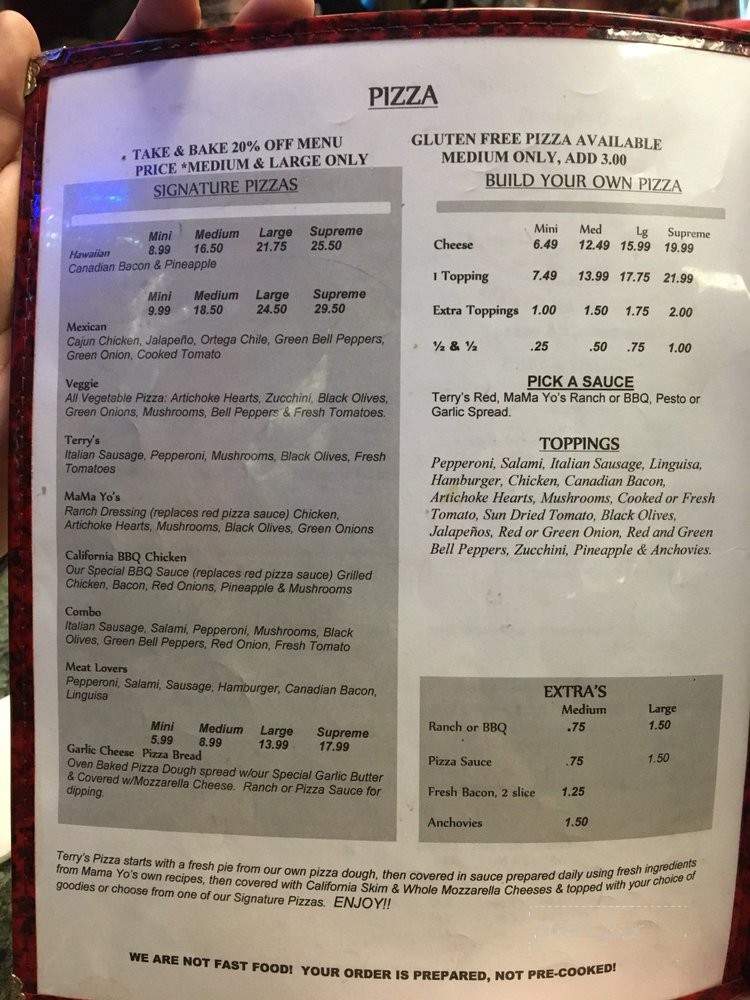 PIZZA
TAKE & BAKE 20% OFF MENU
PRICE *MEDIUM & LARGE ONLY
SIGNATURE PIZZAS
Mini Medium Large Supreme
Hawaiian 8.99 16.50 21.75 25.50
Canadian Bacon & Pineapple
Mini Medium Large Supreme
9.99 18.50 24.50 29.50
Mexican
Cajun Chicken, Jalapeño, Ortega Chile, Green Bell Peppers,
Green Onion, Cooked Tomato
Veggie
All Vegetable Pizza: Artichoke Hearts, Zucchini, Black Olives,
Green Onions, Mushrooms, Bell Peppers & Fresh Tomatoes.
Terry's
Italian Sausage, Pepperoni, Mushrooms, Black Olives, Fresh
Tomatoes
MaMa Yo's
Ranch Dressing (replaces red pizza sauce) Chicken,
Artichoke Hearts, Mushrooms, Black Olives, Green Onions
California BBQ Chicken
Our Special BBQ Sauce (replaces red pizza sauce) Grilled
Chicken, Bacon, Red Onions, Pineapple & Mushrooms
Combo
Italian Sausage, Salami, Pepperoni, Mushrooms, Black
Olives, Green Bell Peppers, Red Onion, Fresh Tomato
Meat Lovers
Pepperoni, Salami, Sausage, Hamburger, Canadian Bacon,
Linguisa
Mini Medium Large Supreme
5.99 8.99 13.99 17.99
Garlic Cheese Pizza Bread
Oven Baked Pizza Dough spread w/our Special Garlic Butter
& Covered w/Mozzarella Cheese. Ranch or Pizza Sauce for
dipping.
GLUTEN FREE PIZZA AVAILABLE
MEDIUM ONLY, ADD 3.00
BUILD YOUR OWN PIZZA
Mini Med Lg Supreme
Cheese 6.49 12.49 15.99 19.99
1 Topping 7.49 13.99 17.75 21.99
Extra Toppings 1.00 1.50 1.75 2.00
½ & ½ .25 .50 .75 1.00
PICK A SAUCE
Terry's Red, MaMa Yo's Ranch or BBQ, Pesto or
Garlic Spread.
TOPPINGS
Pepperoni, Salami, Italian Sausage, Linguisa,
Hamburger, Chicken, Canadian Bacon,
Artichoke Hearts, Mushrooms, Cooked or Fresh
Tomato, Sun Dried Tomato, Black Olives,
Jalapeños, Red or Green Onion, Red and Green
Bell Peppers, Zucchini, Pineapple & Anchovies.
EXTRA'S
Medium Large
Ranch or BBQ .75 1.50
Pizza Sauce .75 1.50
Fresh Bacon, 2 slice 1.25
Anchovies 1.50
Terry's Pizza starts with a fresh pie from our own pizza dough, then covered in sauce prepared daily using fresh ingredients
from Mama Yo's own recipes, then covered with California Skim & Whole Mozzarella Cheeses & topped with your choice of
goodies or choose from one of our Signature Pizzas. ENJOY!!
WE ARE NOT FAST FOOD! YOUR ORDER IS PREPARED, NOT PRE-COOKED!